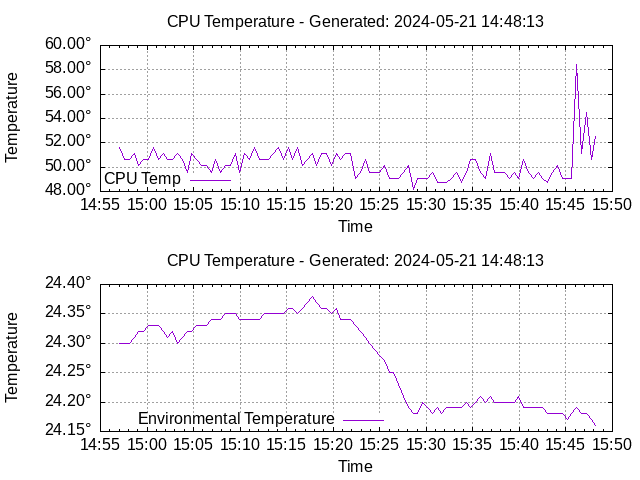 CPU Temperature - Generated: 2024-05-21 14:48:13
60.00°
58.00°
56.00°
54.00°
52.00°
50.00°
48.00°
Temperature
CPU Temp
14:55 15:00 15:05 15:10 15:15 15:20 15:25 15:30 15:35 15:40 15:45 15:50
Time
CPU Temperature - Generated: 2024-05-21 14:48:13
24.40°
24.35°
24.30°
24.25°
24.20°
24.15°
Temperature
Environmental Temperature
14:55 15:00 15:05 15:10 15:15 15:20 15:25 15:30 15:35 15:40 15:45 15:50
Time